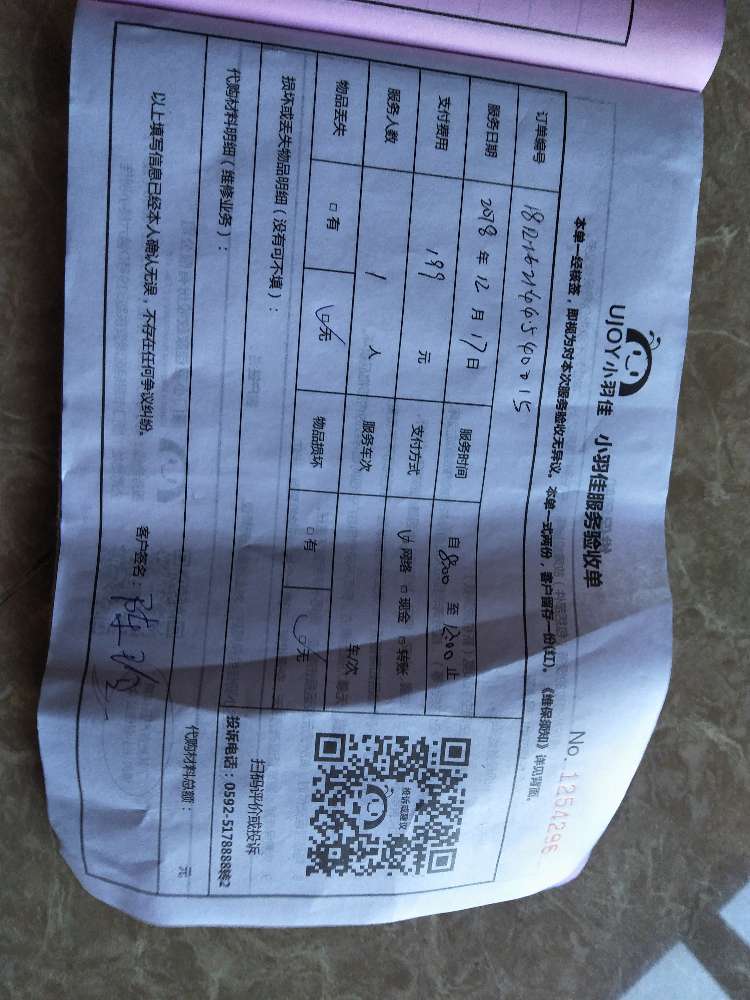 UJOY小羽佳 小羽佳服务验收单
No. 1254296
本单一经核签，即视为对本次服务验收无异议。本单一式两份，客户留存一份(红)。《维保须知》详见背面。
订单编号
服务日期 2018 年 12 月 17 日 服务时间 自 8:00 至 12:00 止
支付费用 199 元 支付方式 ☑网络 □现金 □转帐
服务人数 1 人 服务车次 车/次
物品丢失 □有 ☑无 物品损坏 □有 ☑无
投诉或建议
扫码评价或投诉
投诉电话：0592-5178888转2
损坏或丢失物品明细（没有可不填）：
代购材料明细（维修业务）：
代购材料总额： 元
以上填写信息已经本人确认无误，不存在任何争议纠纷。 客户签名：